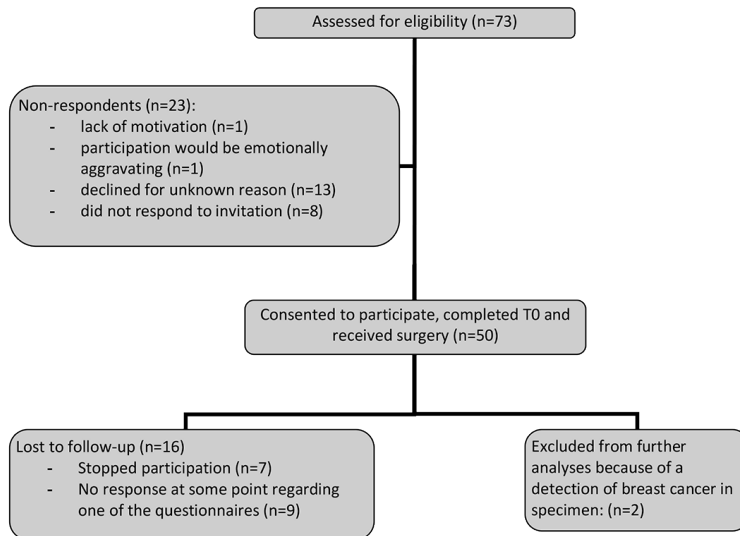 Assessed for eligibility (n=73)
Non-respondents (n=23):
- lack of motivation (n=1)
- participation would be emotionally
aggravating (n=1)
- declined for unknown reason (n=13)
- did not respond to invitation (n=8)
Consented to participate, completed T0 and
received surgery (n=50)
Lost to follow-up (n=16)
- Stopped participation (n=7)
- No response at some point regarding
one of the questionnaires (n=9)
Excluded from further
analyses because of a
detection of breast cancer in
specimen: (n=2)